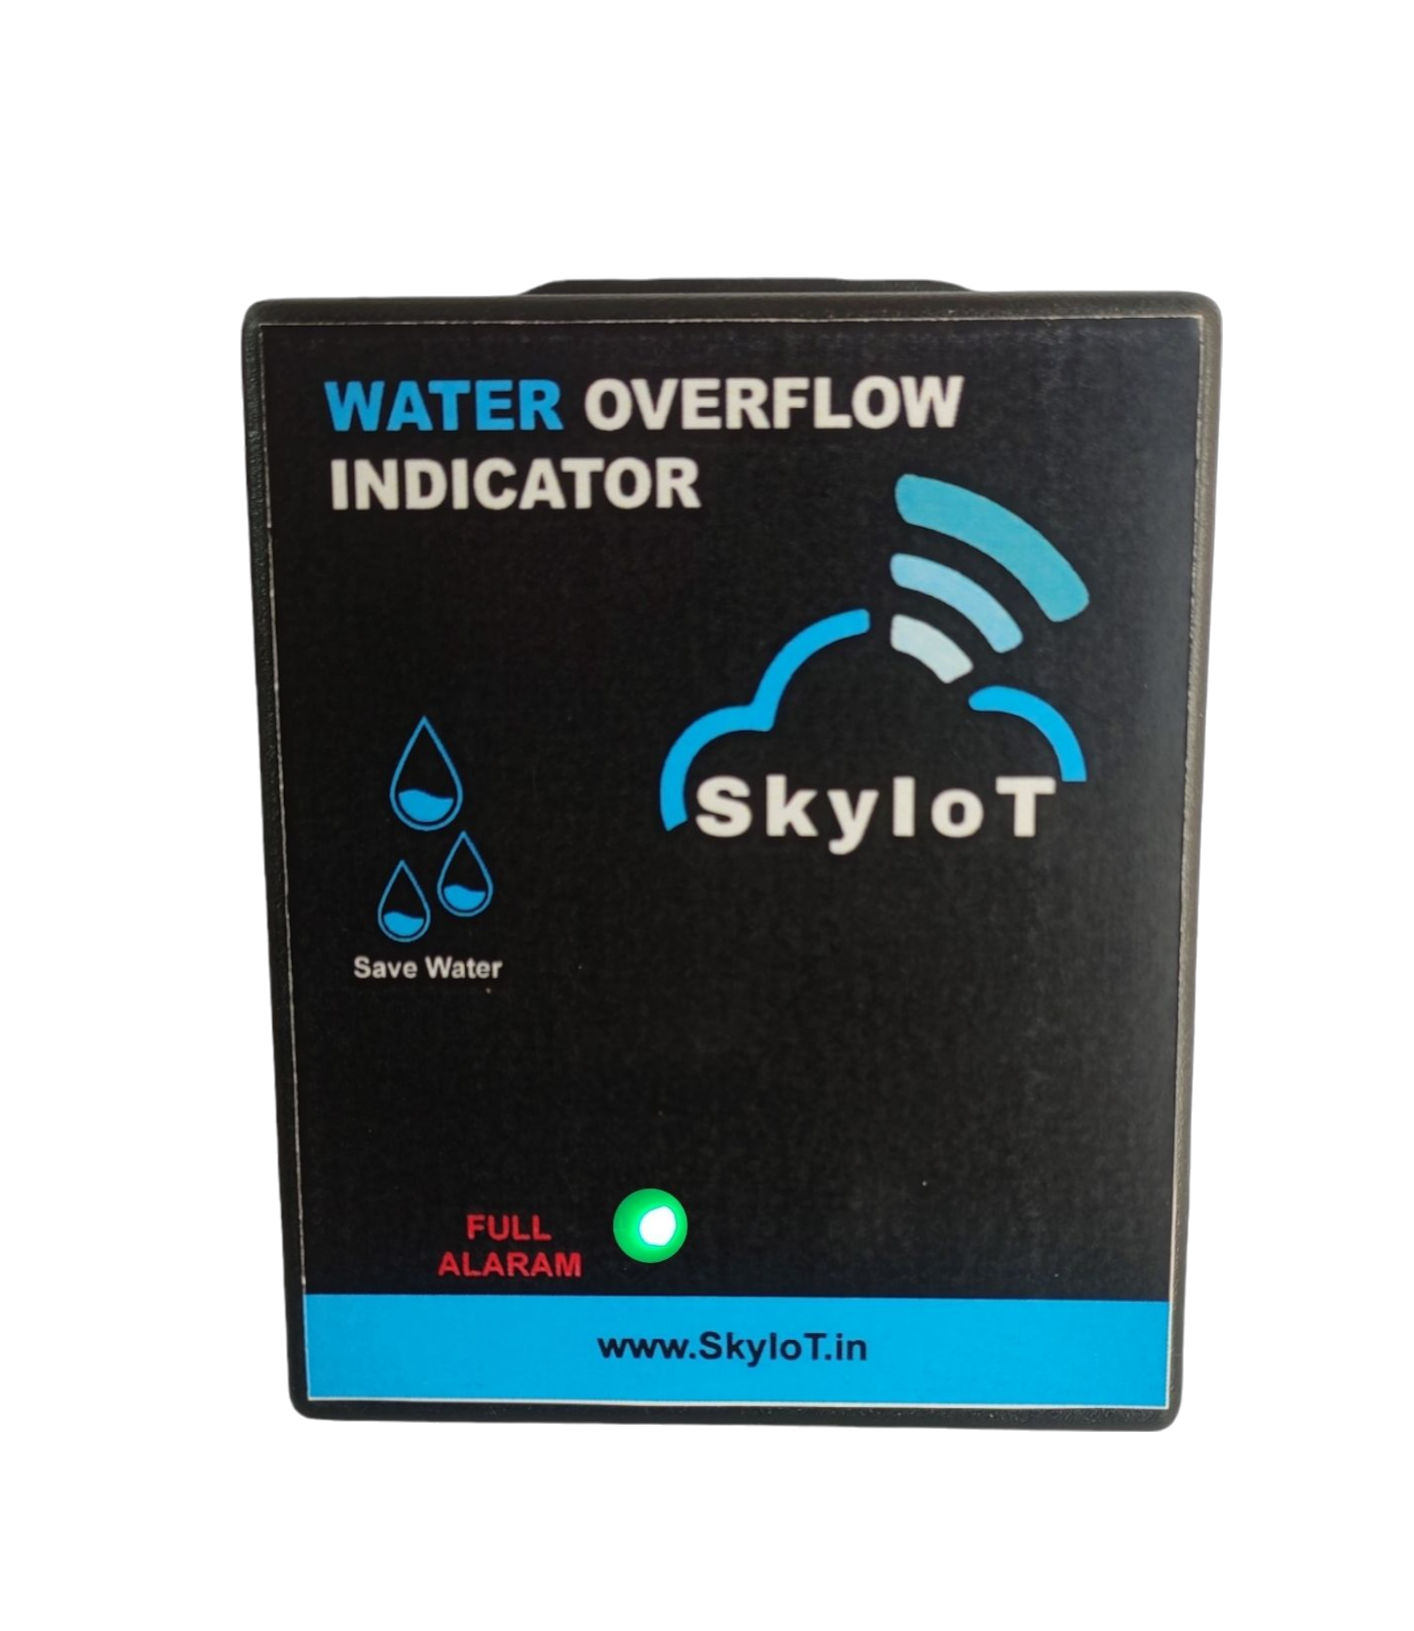 WATER OVERFLOW
INDICATOR
SkyIoT
Save Water
FULL
ALARAM
www.SkyIoT.in